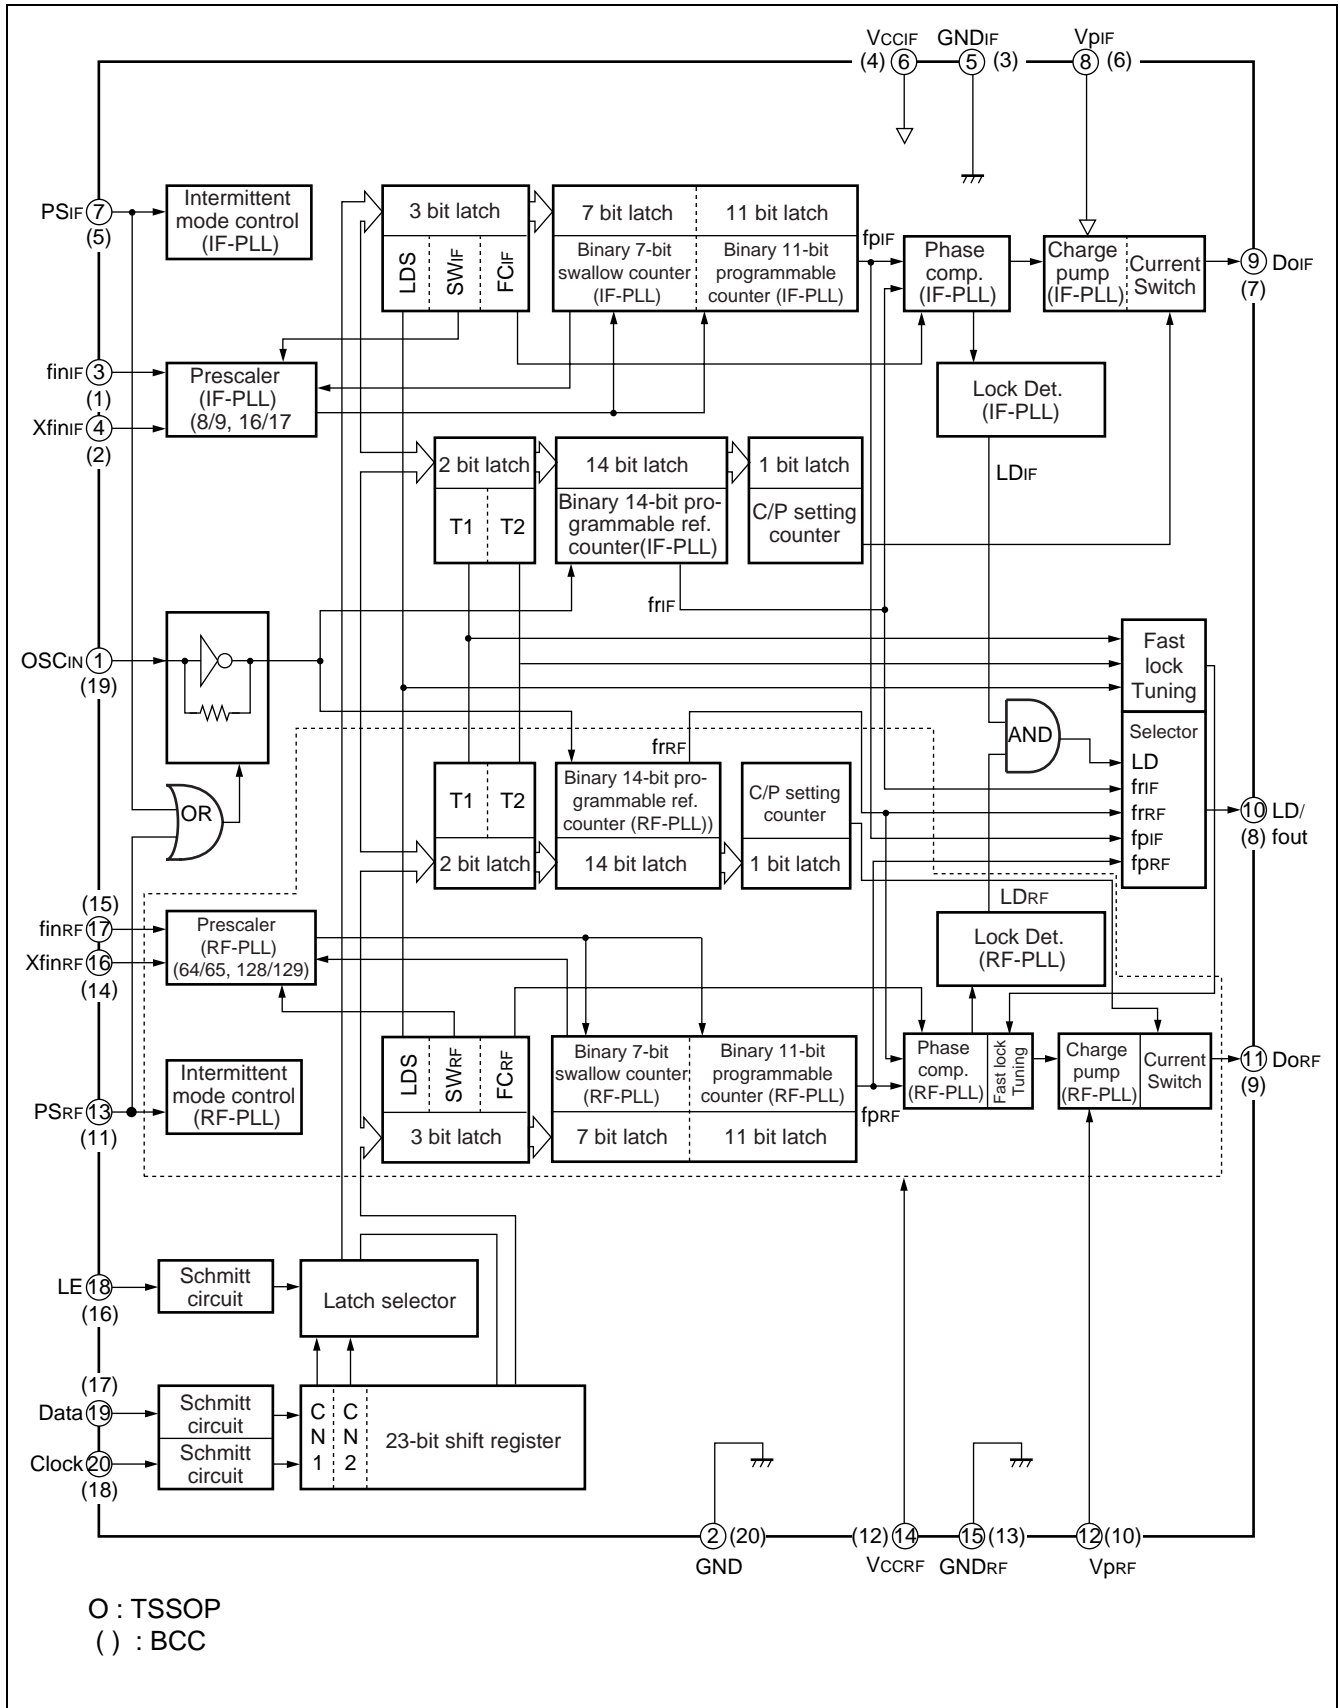 VCCIF GNDIF VpIF
(4) 6 5 (3) 8 (6)
PSIF 7
(5)
Intermittent
mode control
(IF-PLL)
3 bit latch
LDS
SWIF
FCIF
7 bit latch
11 bit latch
Binary 7-bit
swallow counter
(IF-PLL)
Binary 11-bit
programmable
counter (IF-PLL)
fpIF
Phase
comp.
(IF-PLL)
Charge
pump
(IF-PLL)
Current
Switch
9 DoIF
(7)
finIF 3
(1)
XfinIF 4
(2)
Prescaler
(IF-PLL)
(8/9, 16/17
Lock Det.
(IF-PLL)
LDIF
2 bit latch
T1
T2
14 bit latch
Binary 14-bit pro-
grammable ref.
counter(IF-PLL)
1 bit latch
C/P setting
counter
frIF
OSCIN 1
(19)
Fast
lock
Tuning
AND
Selector
LD
frIF
frRF
fpIF
fpRF
10 LD/
(8) fout
OR
frRF
T1
T2
2 bit latch
Binary 14-bit pro-
grammable ref.
counter (RF-PLL))
14 bit latch
C/P setting
counter
1 bit latch
(15)
finRF 17
XfinRF 16
(14)
Prescaler
(RF-PLL)
(64/65, 128/129)
LDRF
Lock Det.
(RF-PLL)
LDS
SWRF
FCRF
3 bit latch
Binary 7-bit
swallow counter
(RF-PLL)
Binary 11-bit
programmable
counter (RF-PLL)
7 bit latch
11 bit latch
fpRF
Phase
comp.
(RF-PLL)
Fast lock
Tuning
Charge
pump
(RF-PLL)
Current
Switch
11 DoRF
(9)
PSRF 13
(11)
Intermittent
mode control
(RF-PLL)
LE 18
(16)
Schmitt
circuit
Latch selector
(17)
Data 19
Clock 20
(18)
Schmitt
circuit
Schmitt
circuit
C
N
1
C
N
2
23-bit shift register
2 (20)
GND
(12) 14
VCCRF
15 (13)
GNDRF
12 (10)
VpRF
O : TSSOP
( ) : BCC